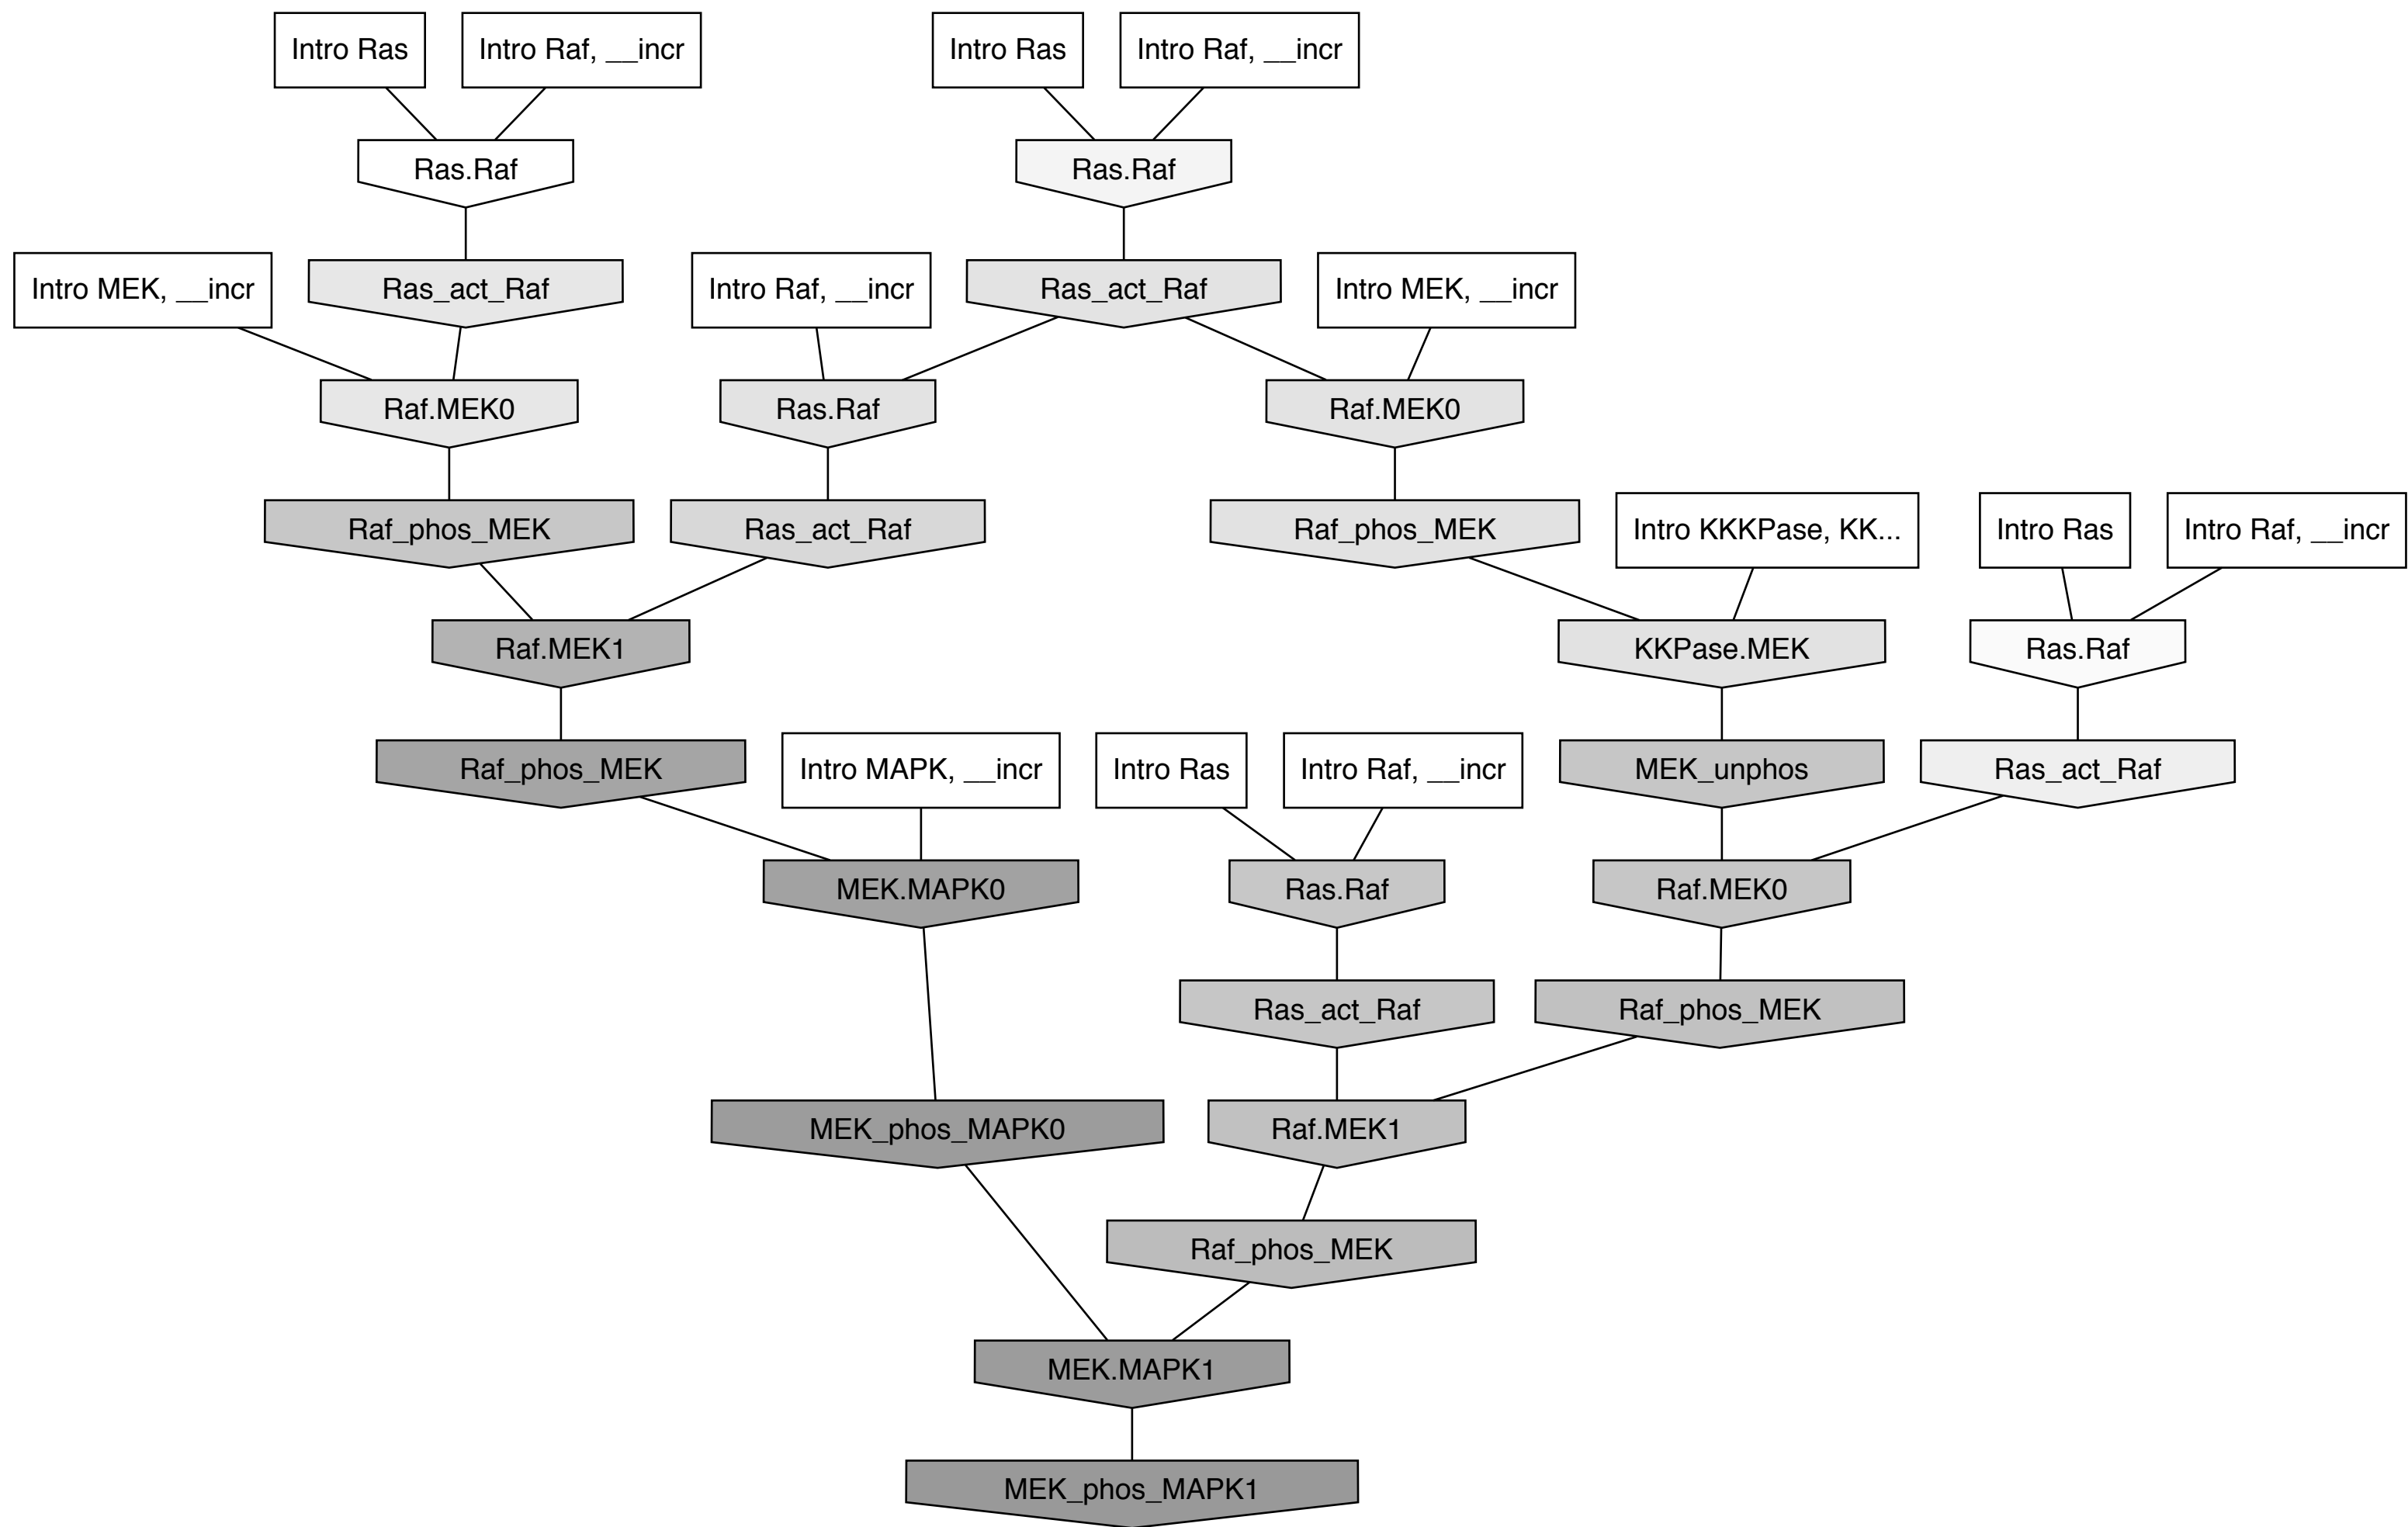 Intro Ras
Intro Raf, __incr
Intro Ras
Intro Raf, __incr
Ras.Raf
Ras.Raf
Intro MEK, __incr
Ras_act_Raf
Intro Raf, __incr
Ras_act_Raf
Intro MEK, __incr
Raf.MEK0
Ras.Raf
Raf.MEK0
Raf_phos_MEK
Ras_act_Raf
Raf_phos_MEK
Intro KKKPase, KK...
Intro Ras
Intro Raf, __incr
Raf.MEK1
KKPase.MEK
Ras.Raf
Raf_phos_MEK
Intro MAPK, __incr
Intro Ras
Intro Raf, __incr
MEK_unphos
Ras_act_Raf
MEK.MAPK0
Ras.Raf
Raf.MEK0
Ras_act_Raf
Raf_phos_MEK
MEK_phos_MAPK0
Raf.MEK1
Raf_phos_MEK
MEK.MAPK1
MEK_phos_MAPK1